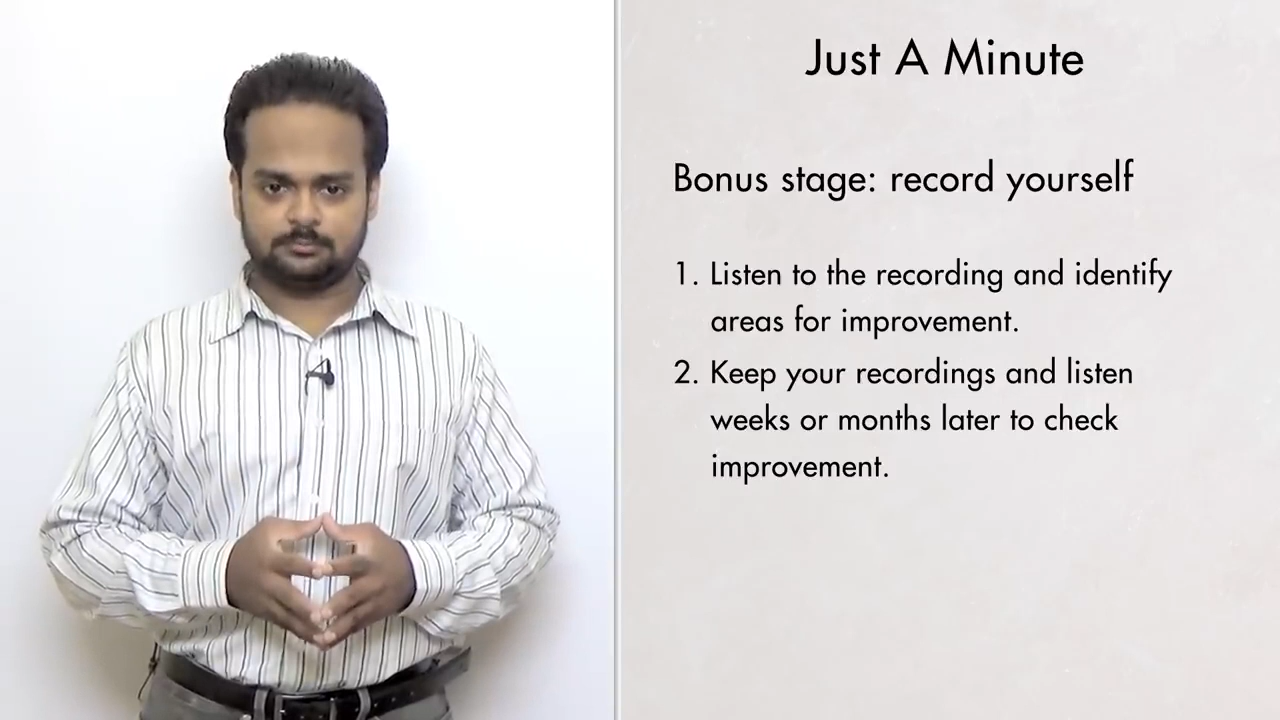 Just A Minute
Bonus stage: record yourself
1. Listen to the recording and identify
areas for improvement.
2. Keep your recordings and listen
weeks or months later to check
improvement.